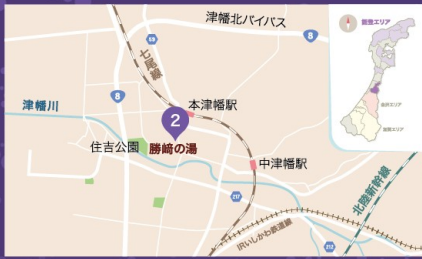 津幡北バイパス
8
59
七尾線
能登エリア
8
津幡川
本津幡駅
2
金沢エリア
住吉公園
勝崎の湯
加賀エリア
中津幡駅
217
北陸新幹線
IRいしかわ鉄道線
212